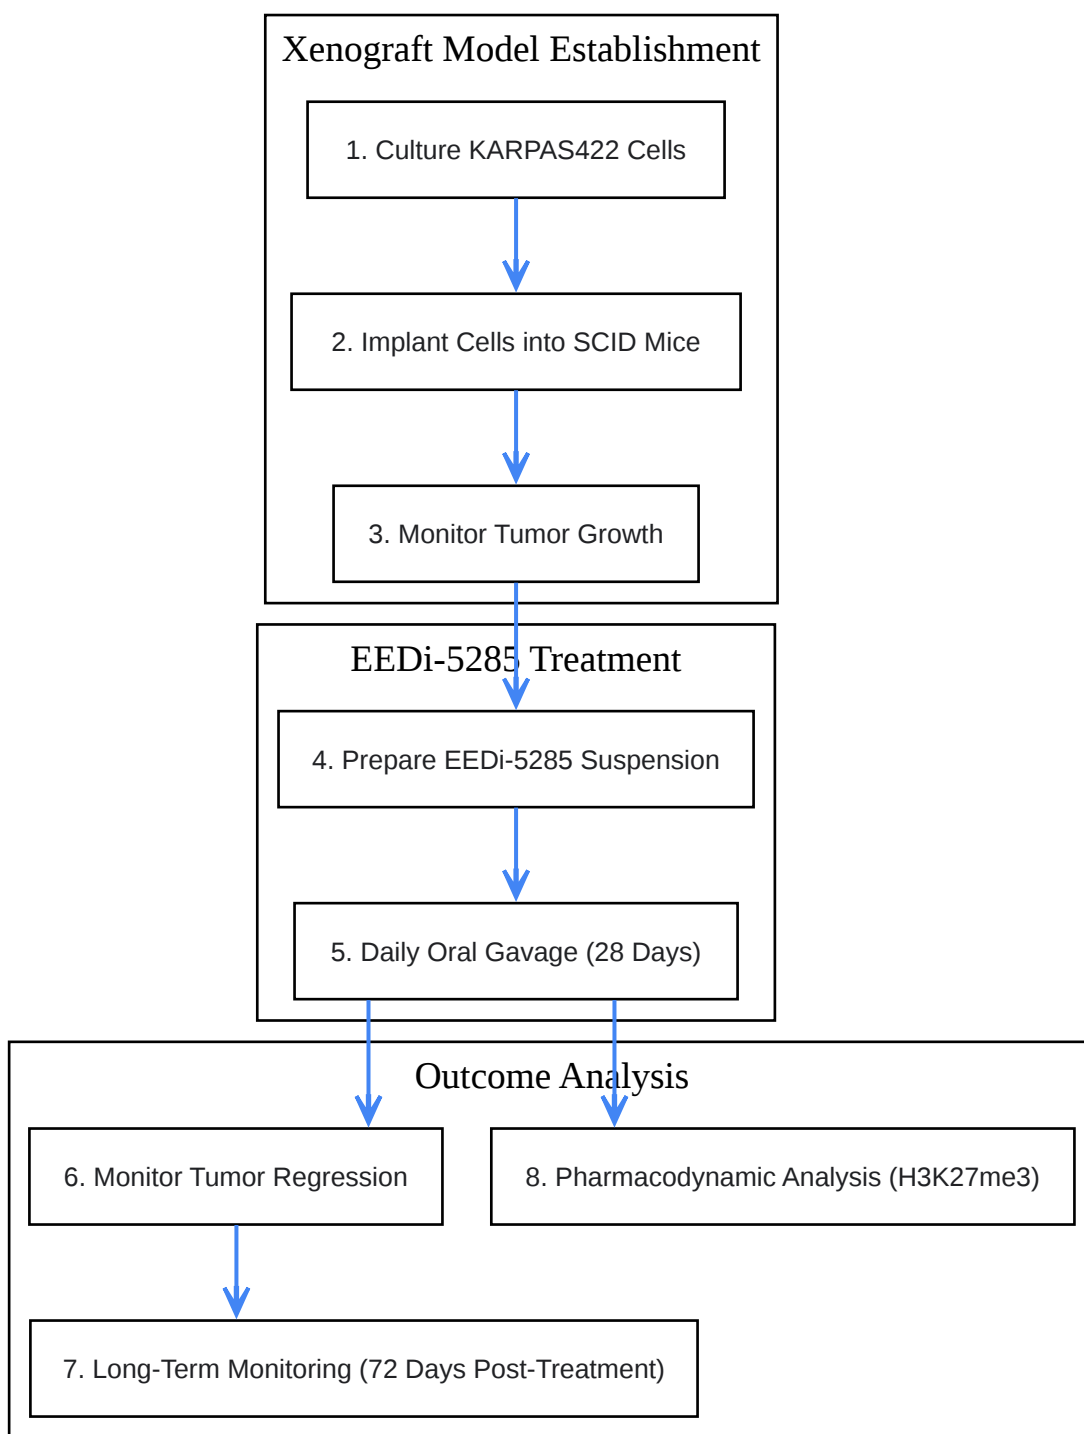 Xenograft Model Establishment
1. Culture KARPAS422 Cells
2. Implant Cells into SCID Mice
3. Monitor Tumor Growth
EEDi-5285 Treatment
4. Prepare EEDi-5285 Suspension
5. Daily Oral Gavage (28 Days)
Outcome Analysis
6. Monitor Tumor Regression
8. Pharmacodynamic Analysis (H3K27me3)
7. Long-Term Monitoring (72 Days Post-Treatment)